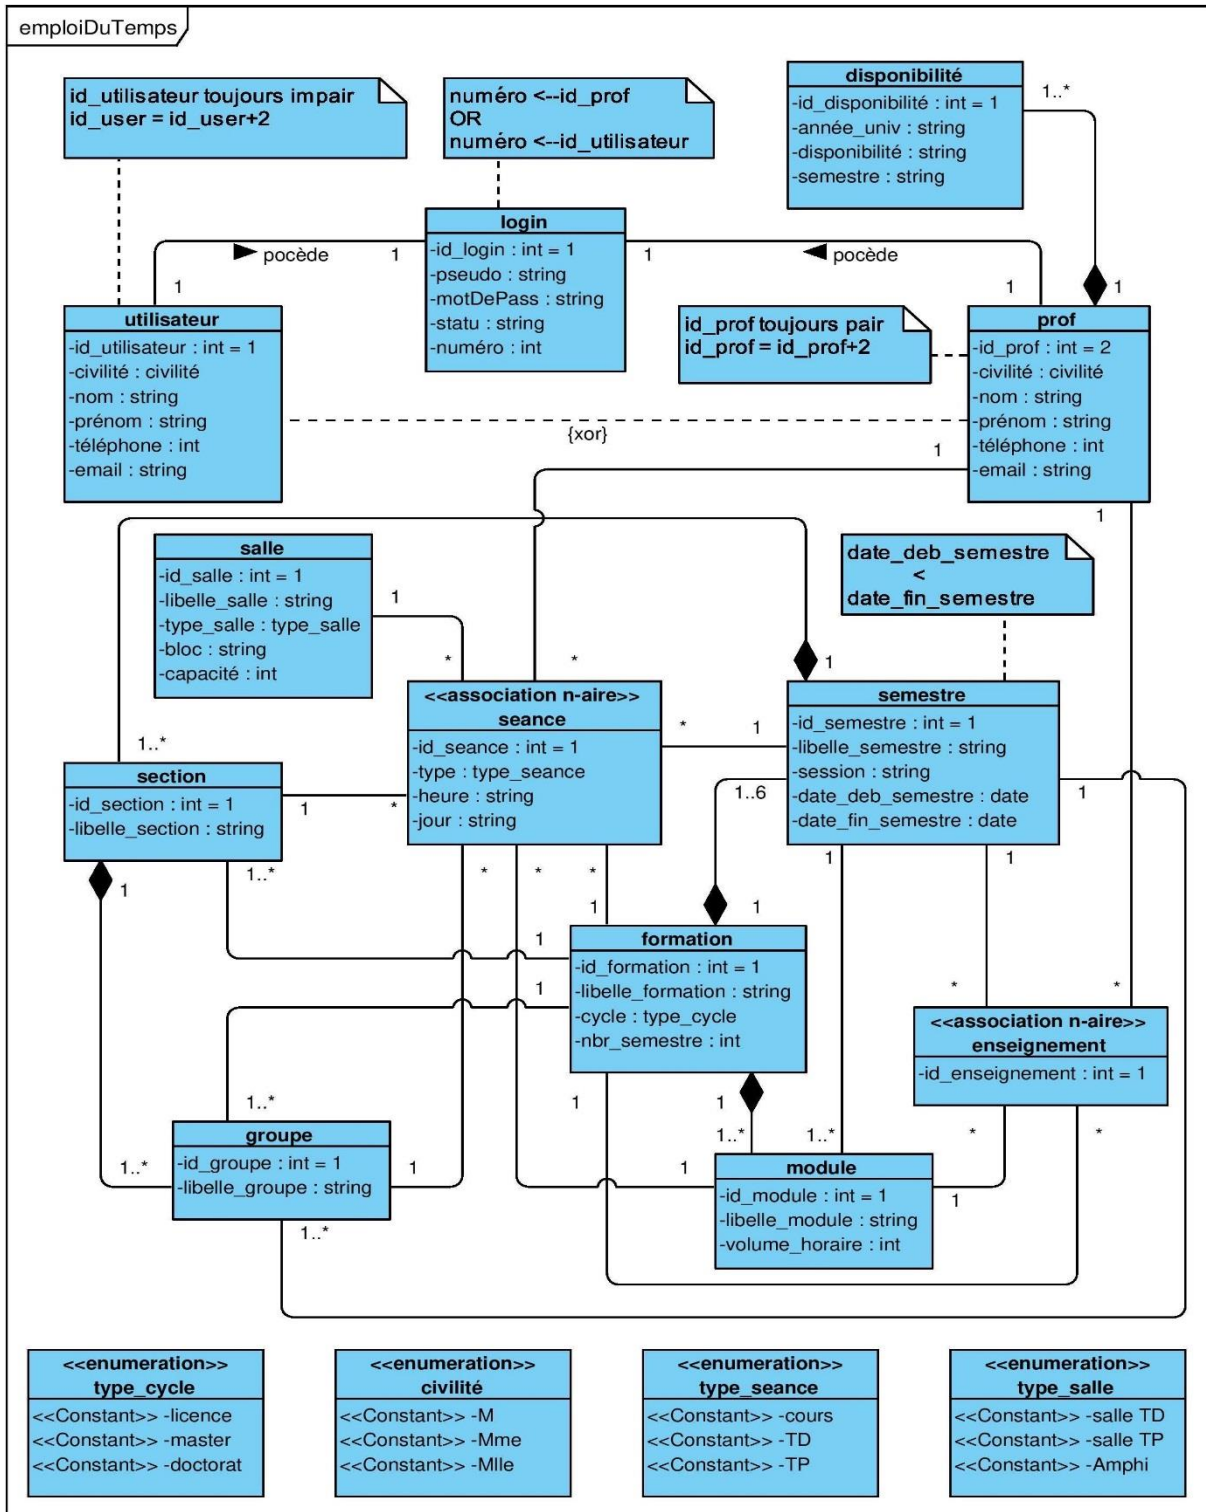 emploiDuTemps
id_utilisateur toujours impair
id_user = id_user+2
numéro <--id_prof
OR
numéro <--id_utilisateur
disponibilité
-id_disponibilité : int = 1
-année_univ : string
-disponibilité : string
-semestre : string
1..*
login
-id_login : int = 1
-pseudo : string
-motDePass : string
-statu : string
-numéro : int
pocède
1
1
pocède
1
1
1
utilisateur
-id_utilisateur : int = 1
-civilité : civilité
-nom : string
-prénom : string
-téléphone : int
-email : string
id_prof toujours pair
id_prof = id_prof+2
prof
-id_prof : int = 2
-civilité : civilité
-nom : string
-prénom : string
-téléphone : int
-email : string
{xor}
1
1
salle
-id_salle : int = 1
-libelle_salle : string
-type_salle : type_salle
-bloc : string
-capacité : int
1
*
*
date_deb_semestre
<
date_fin_semestre
1
<<association n-aire>>
seance
-id_seance : int = 1
-type : type_seance
-heure : string
-jour : string
*
1
semestre
-id_semestre : int = 1
-libelle_semestre : string
-session : string
-date_deb_semestre : date
-date_fin_semestre : date
1..*
section
-id_section : int = 1
-libelle_section : string
1
*
1..6
1
1
1..*
*
*
*
1
1
1
1
1
formation
-id_formation : int = 1
-libelle_formation : string
-cycle : type_cycle
-nbr_semestre : int
1
*
*
<<association n-aire>>
enseignement
-id_enseignement : int = 1
1..*
1
1
1..*
1..*
*
*
groupe
-id_groupe : int = 1
-libelle_groupe : string
1..*
1
1..*
1
module
-id_module : int = 1
-libelle_module : string
-volume_horaire : int
1
<<enumeration>>
type_cycle
<<Constant>> -licence
<<Constant>> -master
<<Constant>> -doctorat
<<enumeration>>
civilité
<<Constant>> -M
<<Constant>> -Mme
<<Constant>> -Mlle
<<enumeration>>
type_seance
<<Constant>> -cours
<<Constant>> -TD
<<Constant>> -TP
<<enumeration>>
type_salle
<<Constant>> -salle TD
<<Constant>> -salle TP
<<Constant>> -Amphi